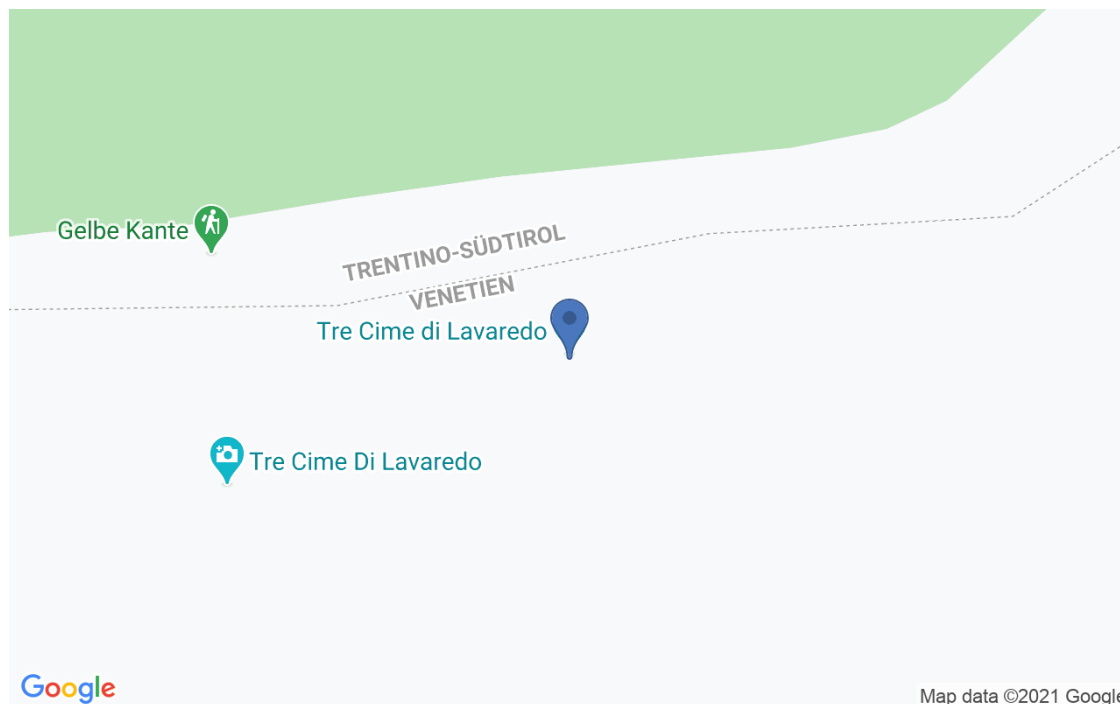 Gelbe Kante
TRENTINO-SÜDTIROL
VENETIEN
Tre Cime di Lavaredo
Tre Cime Di Lavaredo
Google
Map data ©2021 Google